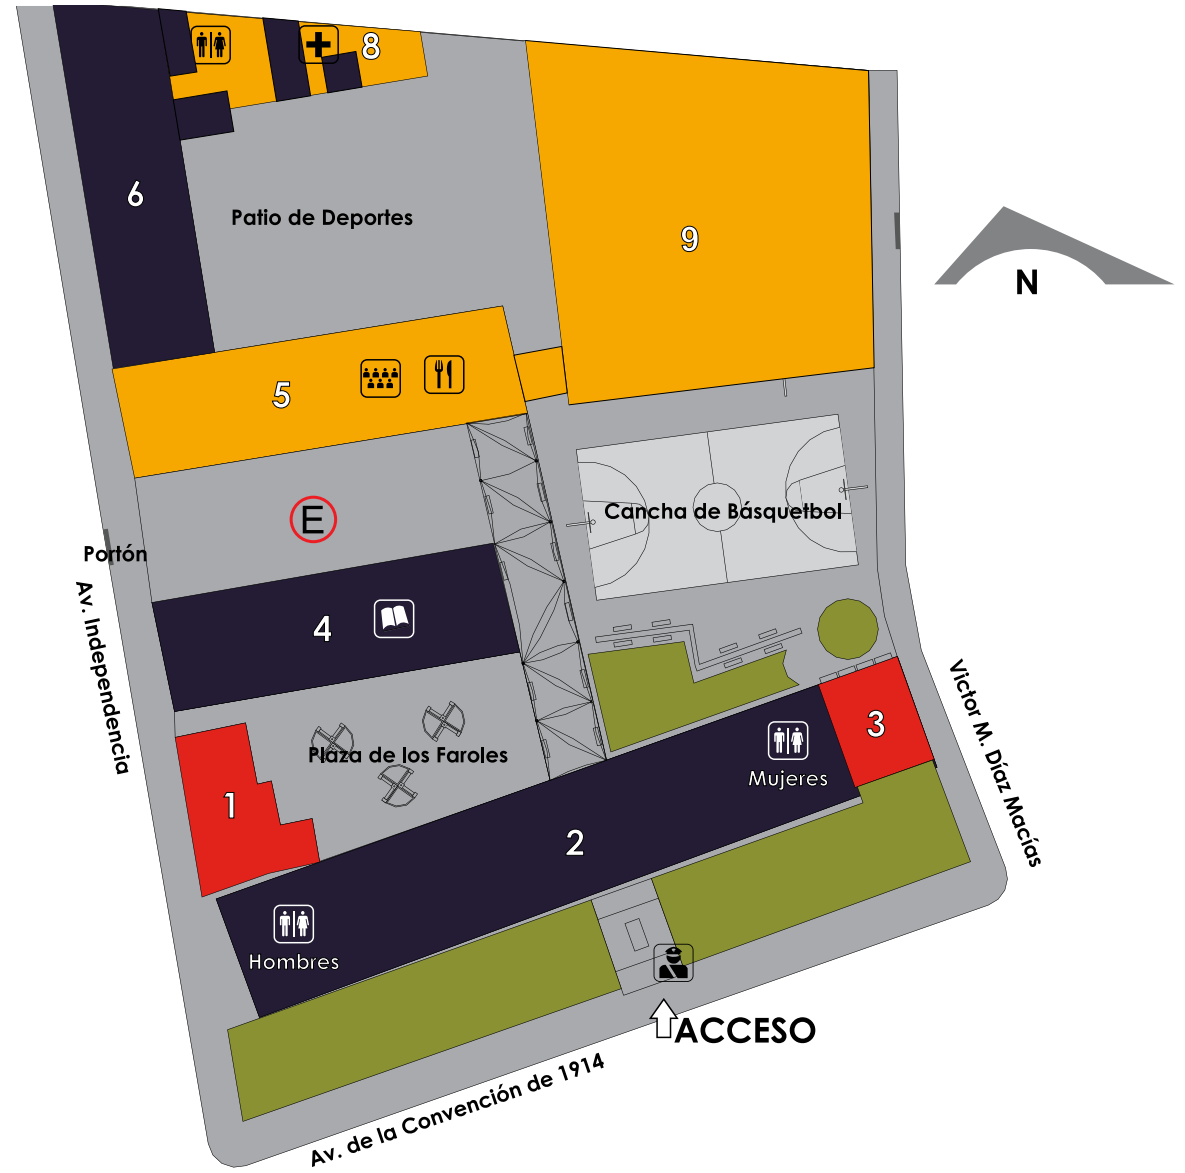 8
6
Patio de Deportes
9
N
5
E
Cancha de Básquetbol
Portón
4
Av. Independencia
Victor M. Díaz Macías
3
Plaza de los Faroles
Mujeres
1
2
Hombres
ACCESO
Av. de la Convención de 1914